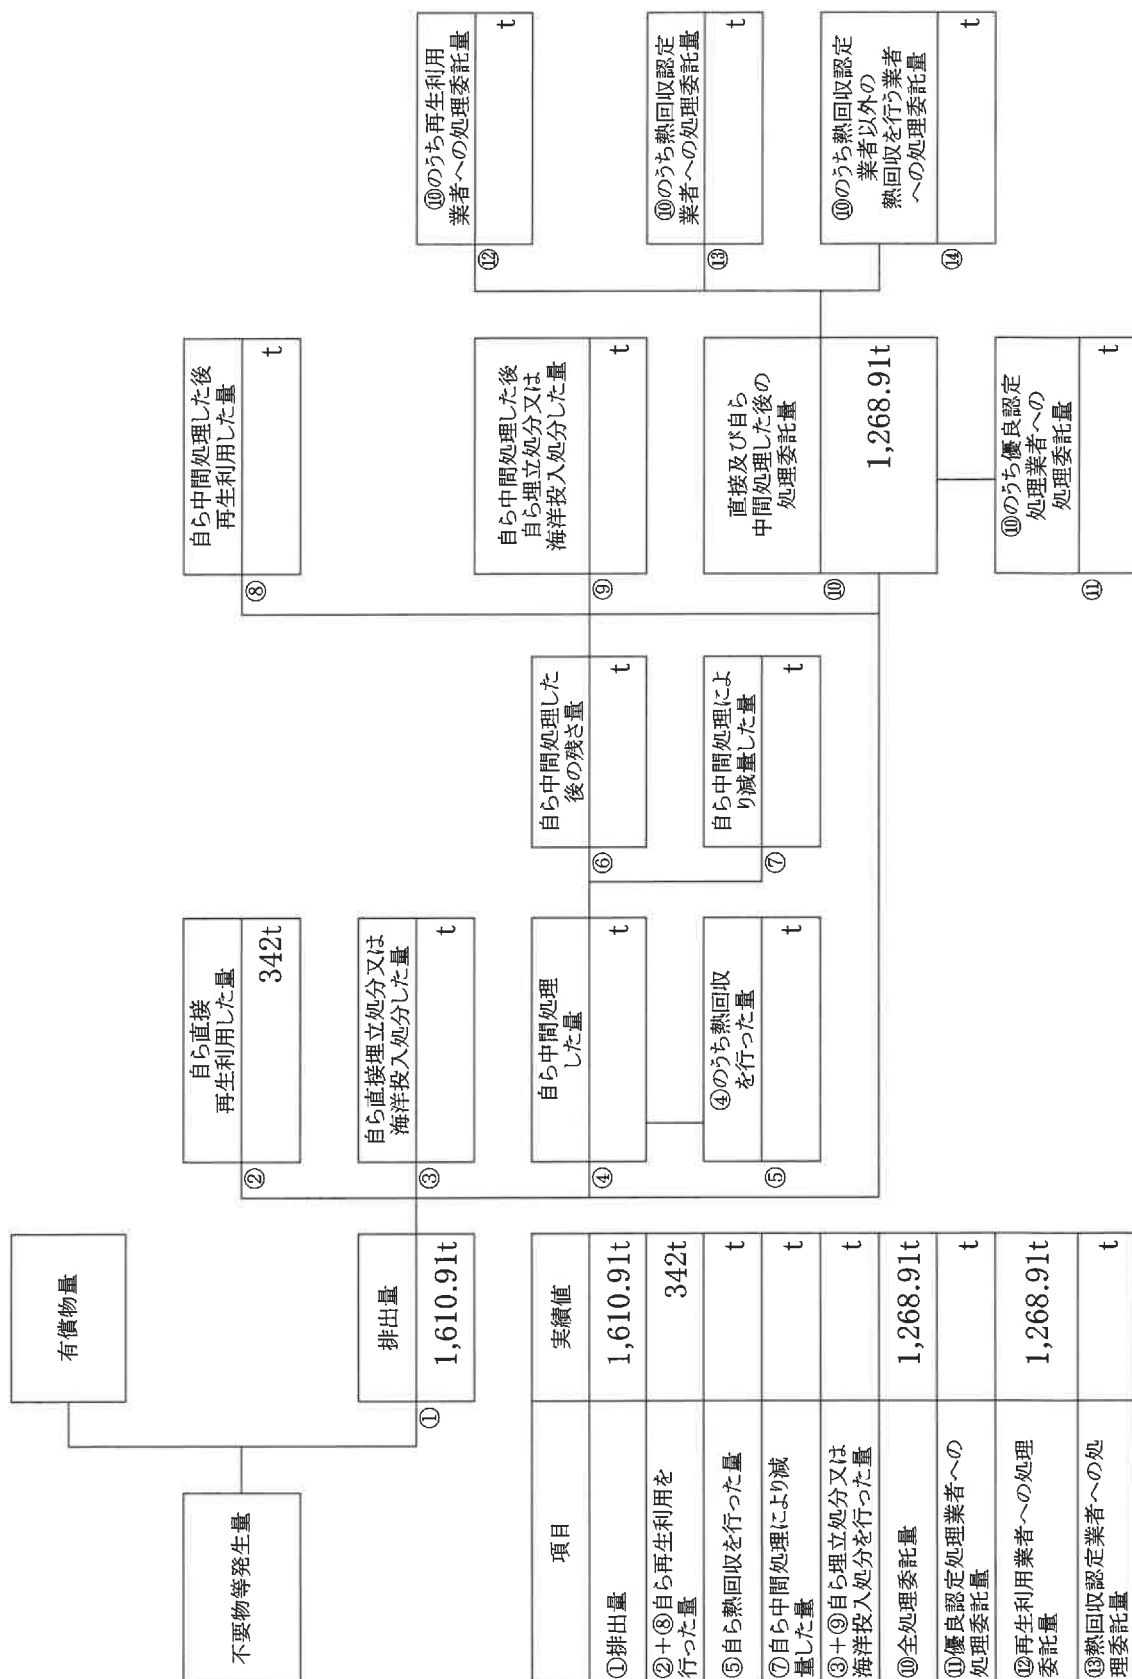 不要物等発生量
有償物量
排出量
①
1,610.91t
自ら直接
再生利用した量
②
342t
自ら直接埋立処分又は
海洋投入処分した量
③
t
自ら中間処理
した量
④
t
④のうち熱回収
を行った量
⑤
t
自ら中間処理した
後の残さ量
⑥
t
自ら中間処理によ
り減量した量
⑦
t
自ら中間処理した後
再生利用した量
⑧
t
自ら中間処理した後
自ら埋立処分又は
海洋投入処分した量
⑨
t
直接及び自ら
中間処理した後の
処理委託量
⑩
1,268.91t
⑩のうち優良認定
処理業者への
処理委託量
⑪
t
⑩のうち再生利用
業者への処理委託量
⑫
t
⑩のうち熱回収認定
業者への処理委託量
⑬
t
⑩のうち熱回収認定
業者以外の
熱回収を行う業者
への処理委託量
⑭
t
項目
実績値
①排出量
1,610.91t
②+⑧自ら再生利用を
行った量
342t
⑤自ら熱回収を行った量
t
⑦自ら中間処理により減
量した量
t
③+⑨自ら埋立処分又は
海洋投入処分を行った量
t
⑩全処理委託量
1,268.91t
⑪優良認定処理業者への
処理委託量
t
⑫再生利用業者への処理
委託量
1,268.91t
⑬熱回収認定業者への処
理委託量
t